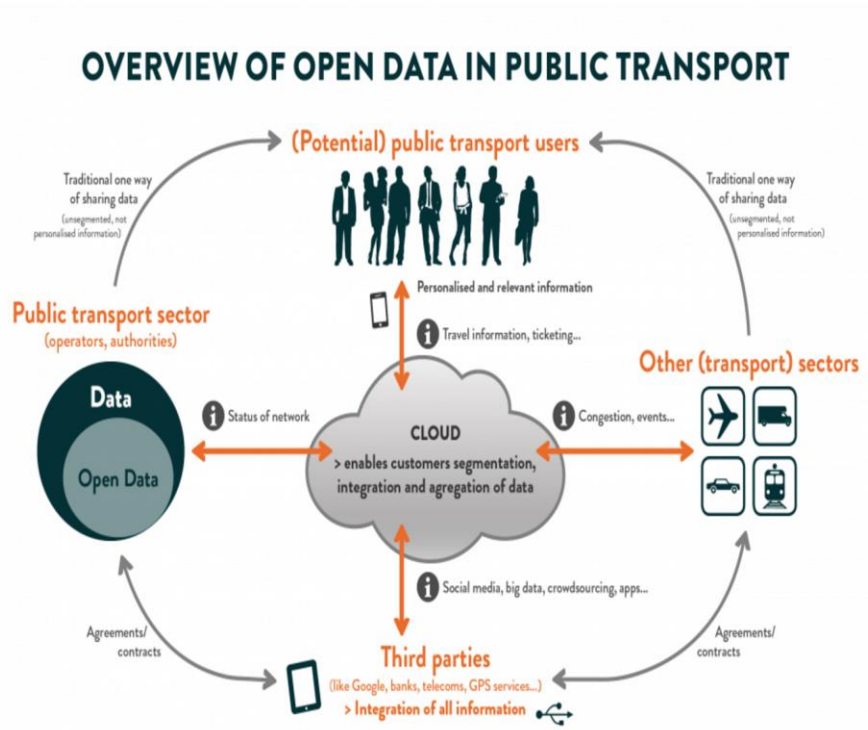 OVERVIEW OF OPEN DATA IN PUBLIC TRANSPORT
(Potential) public transport users
Traditional one way
of sharing data
(unsegmented, not
personalised information)
Traditional one way
of sharing data
(unsegmented, not
personalised information)
Personalised and relevant information
Public transport sector
(operators, authorities)
i Travel information, ticketing...
Other (transport) sectors
Data
Open Data
i Status of network
i Congestion, events...
CLOUD
> enables customers segmentation,
integration and agregation of data
i Social media, big data, crowdsourcing, apps...
Agreements/
contracts
Agreements/
contracts
Third parties
(like Google, banks, telecoms, GPS services...)
> Integration of all information